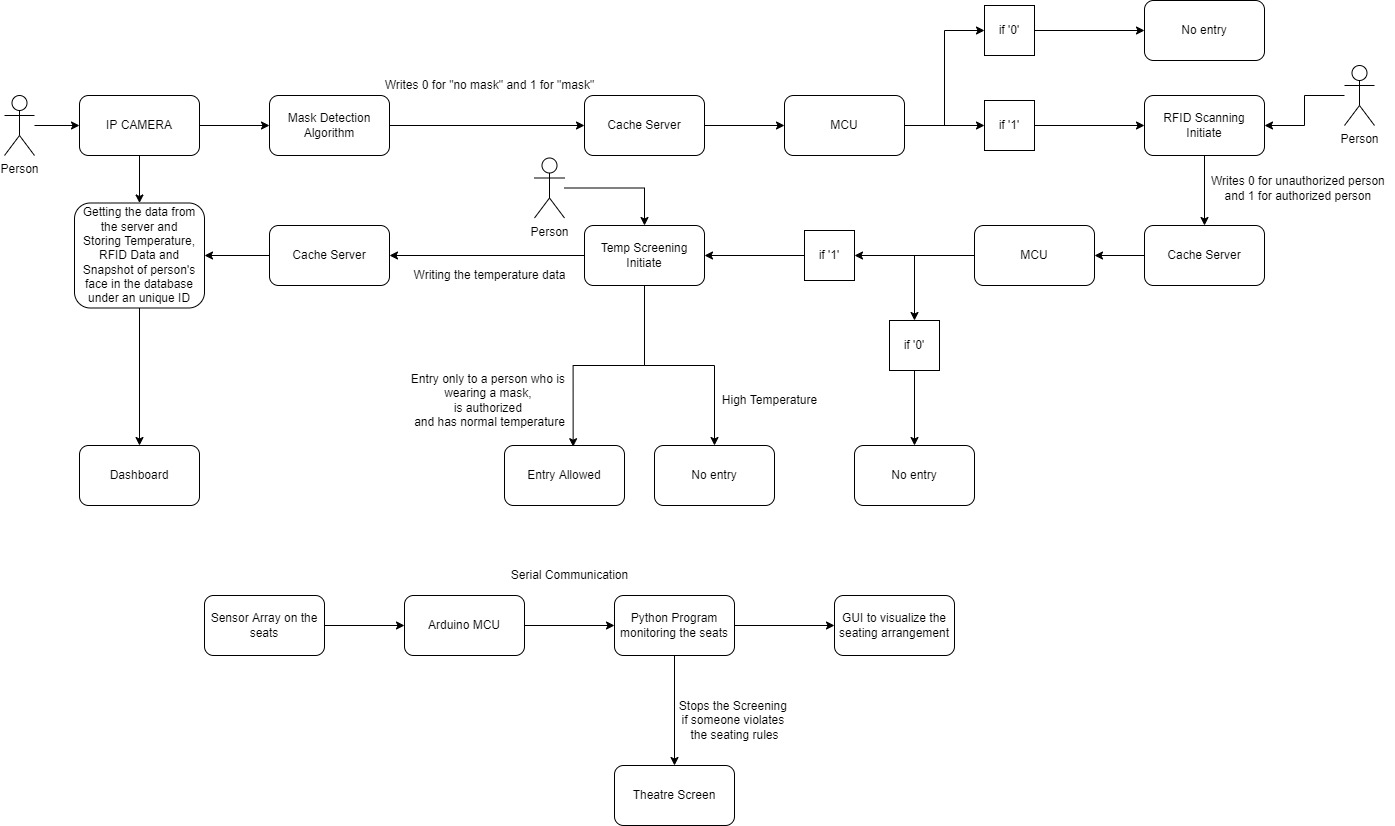 if '0'
No entry
Writes 0 for "no mask" and 1 for "mask"
Person
IP CAMERA
Mask Detection
Algorithm
Cache Server
MCU
if '1'
RFID Scanning
Initiate
Person
Writes 0 for unauthorized person
and 1 for authorized person
Person
Getting the data from
the server and
Storing Temperature,
RFID Data and
Snapshot of person's
face in the database
under an unique ID
Cache Server
Writing the temperature data
Temp Screening
Initiate
if '1'
MCU
Cache Server
if '0'
Entry only to a person who is
wearing a mask,
is authorized
and has normal temperature
High Temperature
Dashboard
Entry Allowed
No entry
No entry
Serial Communication
Sensor Array on the
seats
Arduino MCU
Python Program
monitoring the seats
GUI to visualize the
seating arrangement
Stops the Screening
if someone violates
the seating rules
Theatre Screen